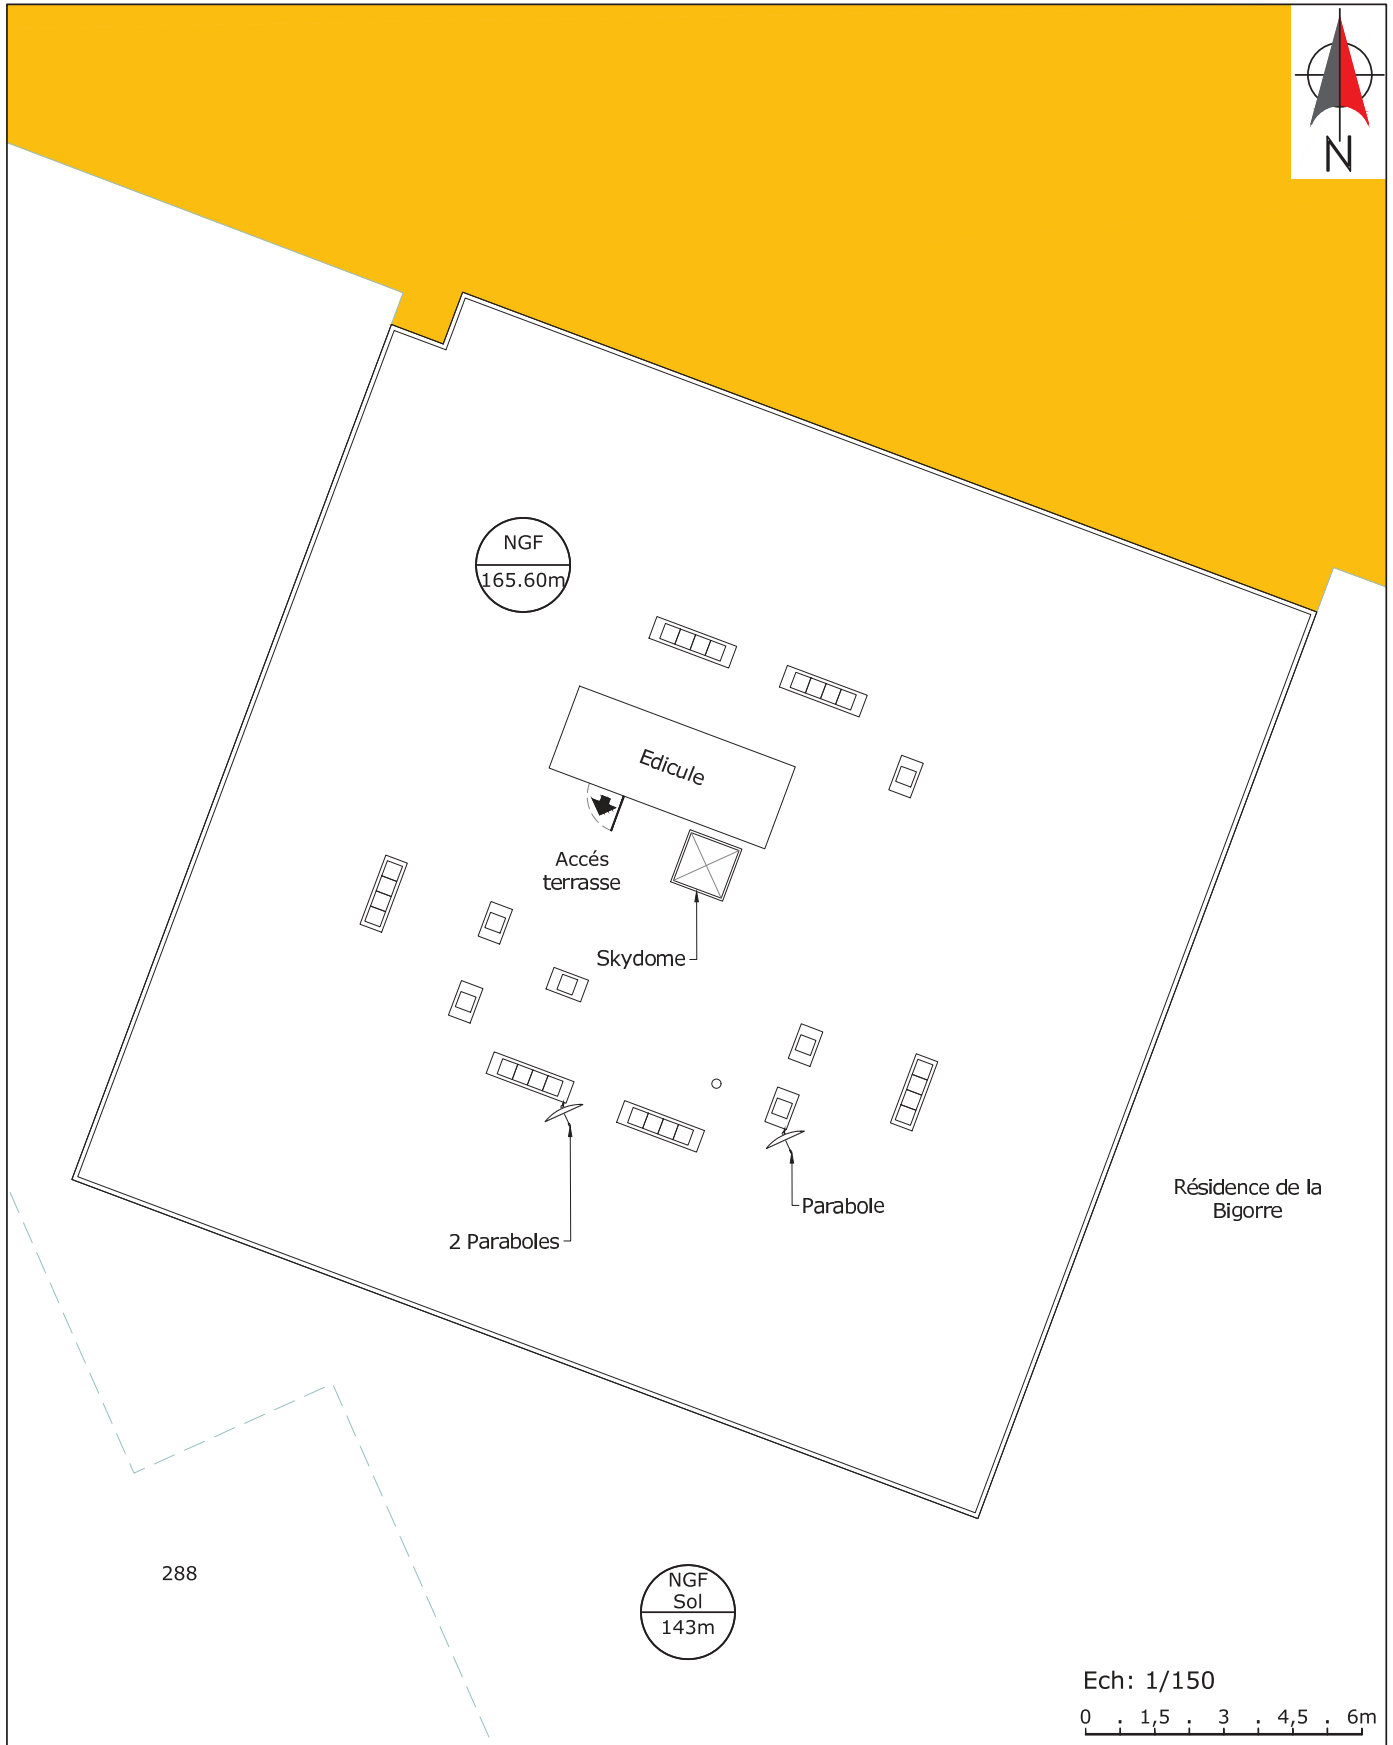 N
NGF
165.60m
Edicule
Accés
terrasse
Skydome
Parabole
2 Paraboles
Résidence de la
Bigorre
288
NGF
Sol
143m
Ech: 1/150
0 . 1,5 . 3 . 4,5 . 6m